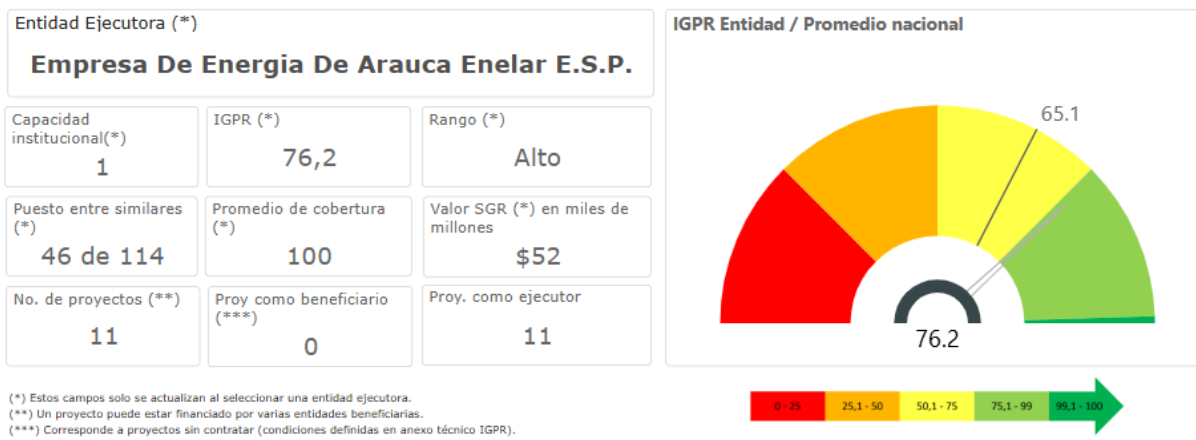 Entidad Ejecutora (*)
Empresa De Energia De Arauca Enelar E.S.P.
Capacidad
institucional(*)
1
IGPR (*)
76,2
Rango (*)
Alto
Puesto entre similares
(*)
46 de 114
Promedio de cobertura
(*)
100
Valor SGR (*) en miles de
millones
$52
No. de proyectos (**)
11
Proy como beneficiario
(***)
0
Proy. como ejecutor
11
(*) Estos campos solo se actualizan al seleccionar una entidad ejecutora.
(**) Un proyecto puede estar financiado por varias entidades beneficiarias.
(***) Corresponde a proyectos sin contratar (condiciones definidas en anexo técnico IGPR).
IGPR Entidad / Promedio nacional
65.1
76.2
0 - 25
25,1 - 50
50,1 - 75
75,1 - 99
99,1 - 100